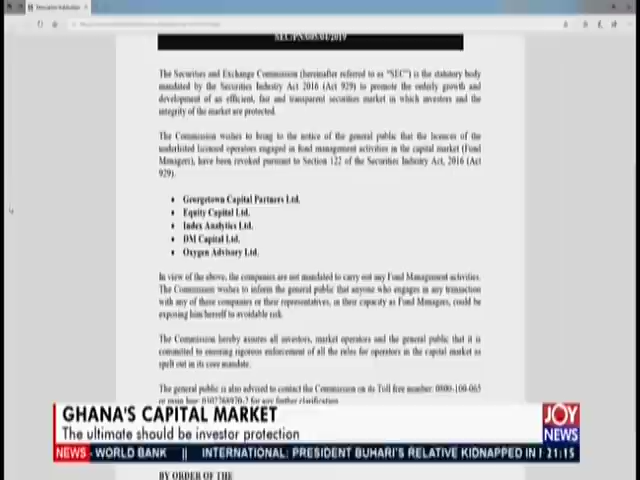 SEC/PN/005/04/2019
The Securities and Exchange Commission (hereinafter referred to as "SEC") is the statutory body
mandated by the Securities Industry Act 2016 (Act 929) to promote the orderly growth and
development of an efficient, fair and transparent securities market in which investors and the
integrity of the market are protected.
The Commission wishes to bring to the notice of the general public that the licences of the
underlisted licensed operators engaged in fund management activities in the capital market (Fund
Managers), have been revoked pursuant to Section 122 of the Securities Industry Act, 2016 (Act
929).
• Georgetown Capital Partners Ltd.
• Equity Capital Ltd.
• Index Analytics Ltd.
• DM Capital Ltd.
• Oxygen Advisory Ltd.
In view of the above, the companies are not mandated to carry out any Fund Management activities.
The Commission wishes to inform the general public that anyone who engages in any transaction
with any of these companies or their representatives, in their capacity as Fund Managers, could be
exposing him/herself to avoidable risk.
The Commission hereby assures all investors, market operators and the general public that it is
committed to ensuring rigorous enforcement of all the rules for operators in the capital market as
spelt out in its core mandate.
The general public is also advised to contact the Commission on its Toll free number: 0800-100-065
for any further clarification
GHANA'S CAPITAL MARKET
The ultimate should be investor protection
JOY
NEWS
NEWS - WORLD BANK || INTERNATIONAL: PRESIDENT BUHARI'S RELATIVE KIDNAPPED IN 21:15
BY ORDER OF THE